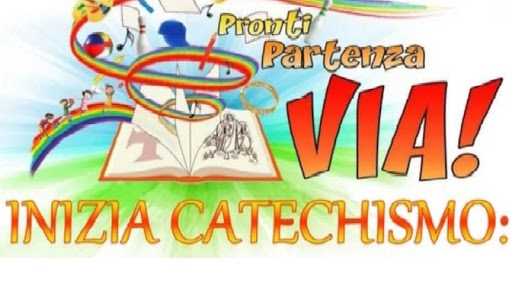 Pronti
Partenza
VIA!
INIZIA CATECHISMO: